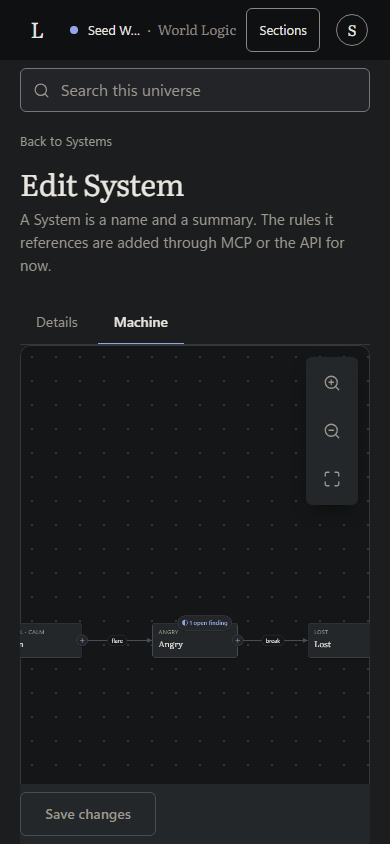 L
Seed W... · World Logic
Sections
S
Search this universe
Back to Systems
Edit System
A System is a name and a summary. The rules it
references are added through MCP or the API for
now.
Details
Machine
L · CALM
flare
ANGRY
Angry
1 open finding
break
LOST
Lost
Save changes